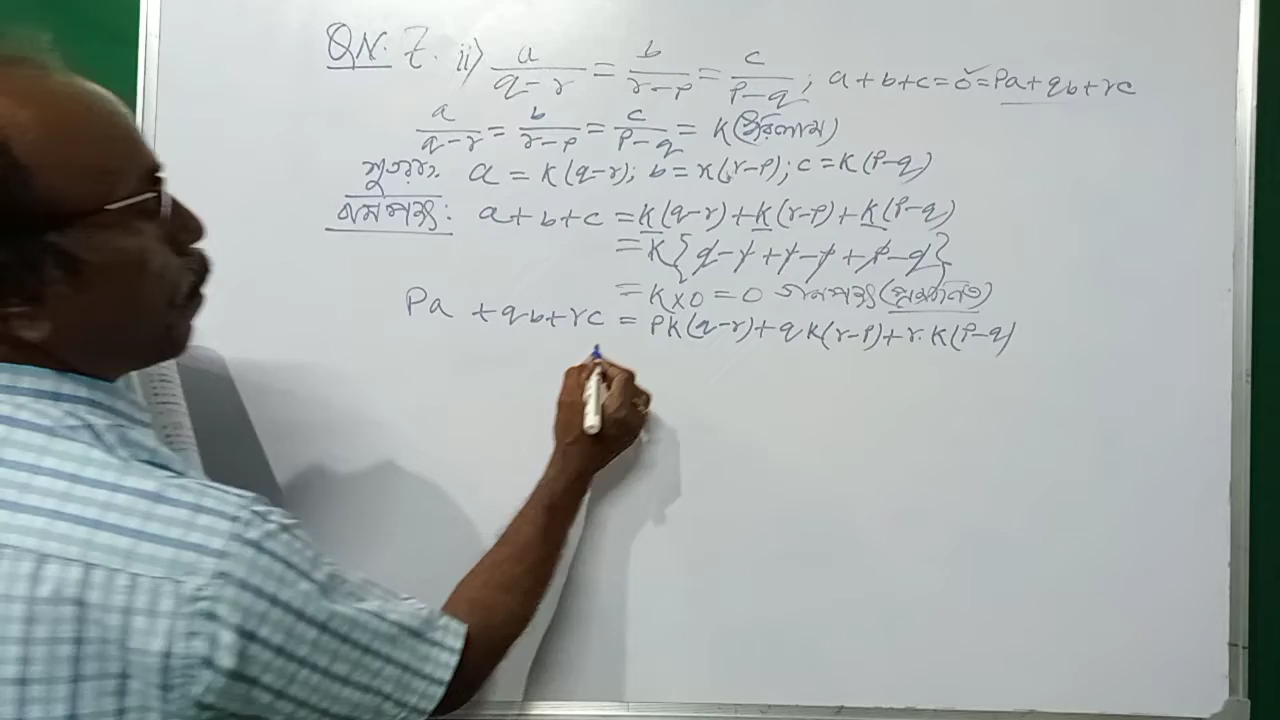 QN. 7. ii) a/(q-r) = b/(r-p) = c/(p-q) ; a+b+c=0=pa+qb+rc
a/(q-r) = b/(r-p) = c/(p-q) = K (ধরিলাম)
সুতরাং a = K(q-r); b = K(r-p); c = K(p-q)
বামপক্ষ: a+b+c = K(q-r)+K(r-p)+K(p-q)
= K{q-r+r-p+p-q}
= K×0 = 0 ডানপক্ষ (প্রমাণিত)
Pa + qb+rc = PK(q-r)+qK(r-p)+r.K(p-q)